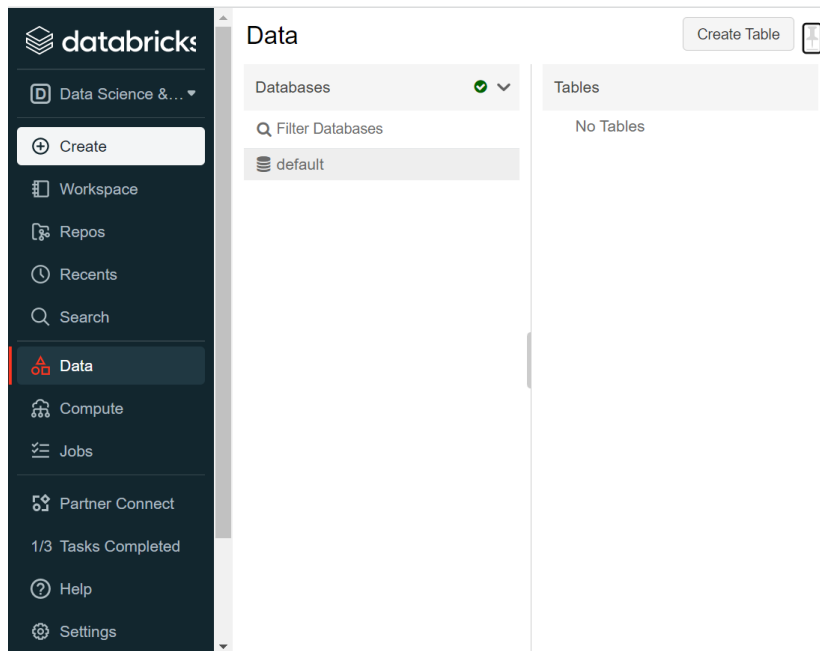 databricks
Data Science &...
Create
Workspace
Repos
Recents
Search
Data
Compute
Jobs
Partner Connect
1/3 Tasks Completed
Help
Settings
Data
Create Table
Databases
Filter Databases
default
Tables
No Tables